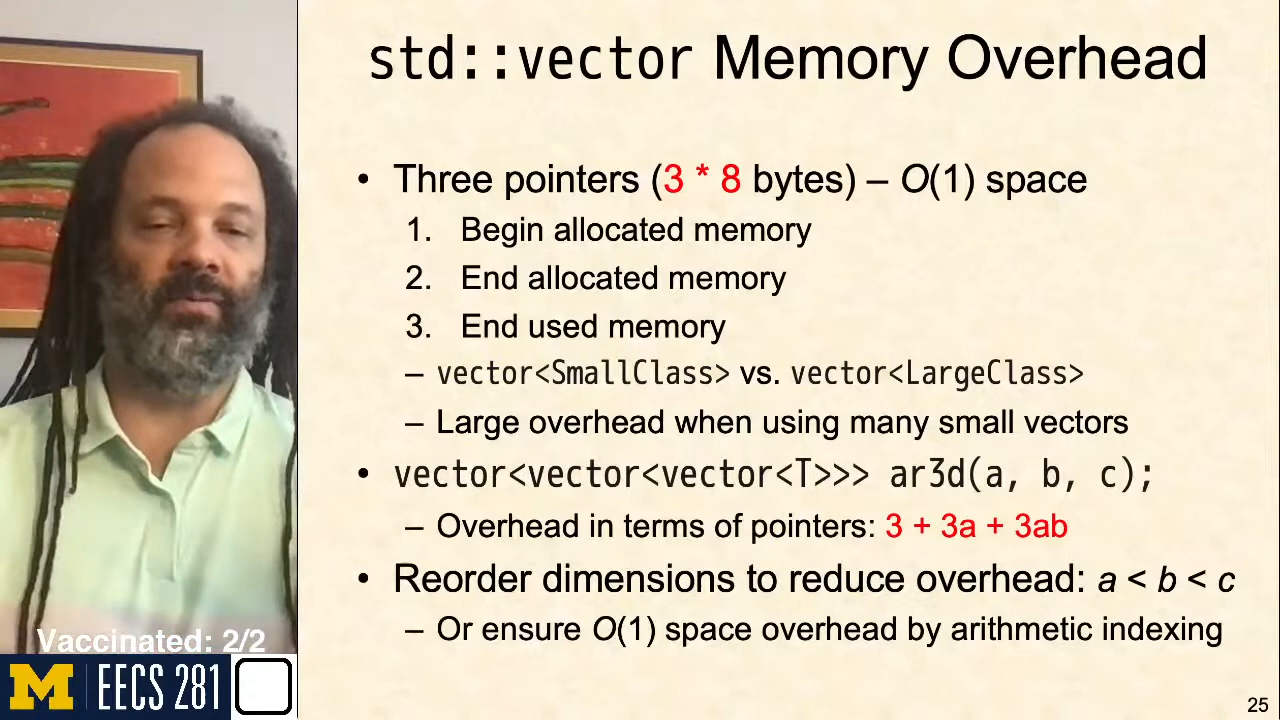 std::vector Memory Overhead
• Three pointers (3 * 8 bytes) – O(1) space
1. Begin allocated memory
2. End allocated memory
3. End used memory
– vector<SmallClass> vs. vector<LargeClass>
– Large overhead when using many small vectors
• vector<vector<vector<T>>> ar3d(a, b, c);
– Overhead in terms of pointers: 3 + 3a + 3ab
• Reorder dimensions to reduce overhead: a < b < c
– Or ensure O(1) space overhead by arithmetic indexing
Vaccinated: 2/2
M EECS 281
25